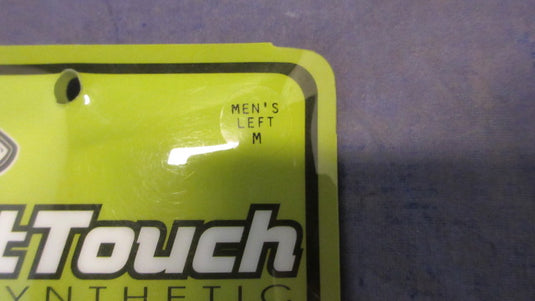 MEN'S
LEFT
M
tTouch
YNTHETIC